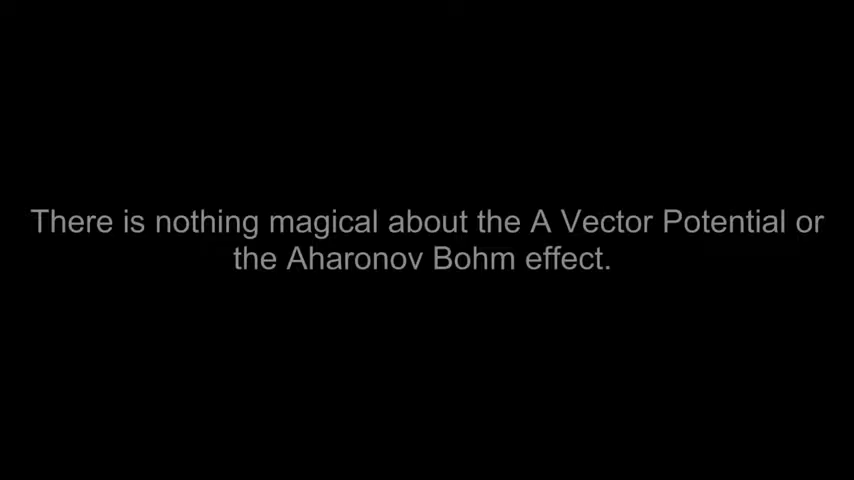 There is nothing magical about the A Vector Potential or
the Aharonov Bohm effect.